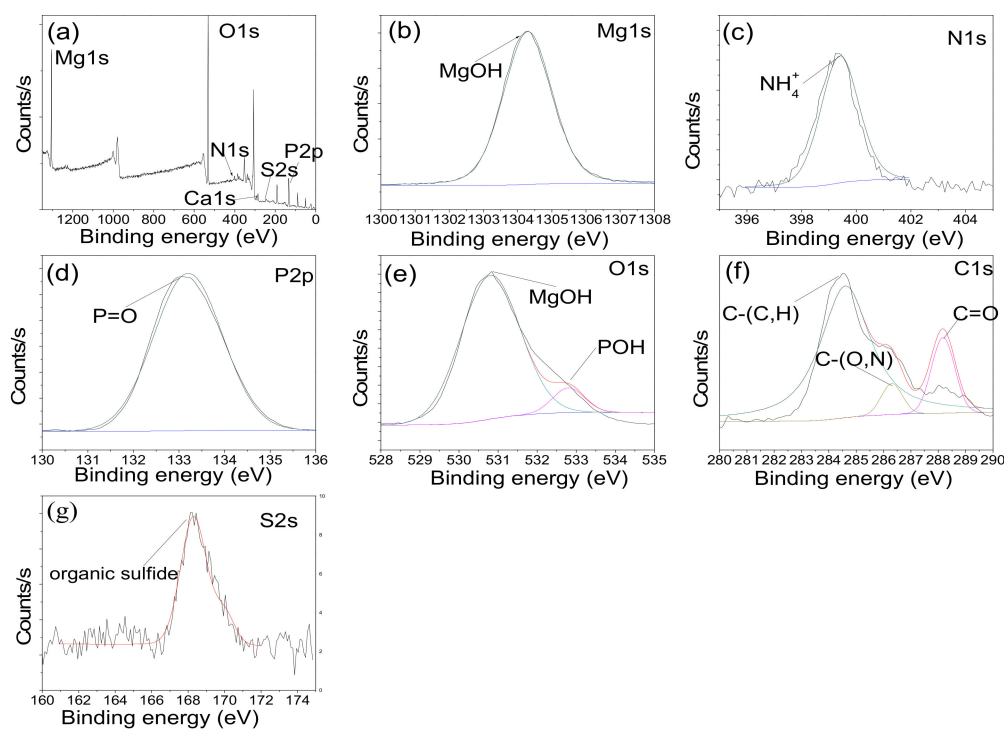 (a)
Counts/s
Mg1s
O1s
N1s
P2p
S2s
Ca1s
1200 1000 800 600 400 200 0
Binding energy (eV)
(b)
Counts/s
Mg1s
MgOH
1300 1301 1302 1303 1304 1305 1306 1307 1308
Binding energy (eV)
(c)
Counts/s
N1s
NH₄⁺
396 398 400 402 404
Binding energy (eV)
(d)
Counts/s
P2p
P=O
130 131 132 133 134 135 136
Binding energy (eV)
(e)
Counts/s
O1s
MgOH
POH
528 529 530 531 532 533 534 535
Binding energy (eV)
(f)
Counts/s
C1s
C-(C,H)
C=O
C-(O,N)
280 281 282 283 284 285 286 287 288 289 290
Binding energy (eV)
(g)
Counts/s
S2s
organic sulfide
10
8
6
4
2
0
160 162 164 166 168 170 172 174
Binding energy (eV)